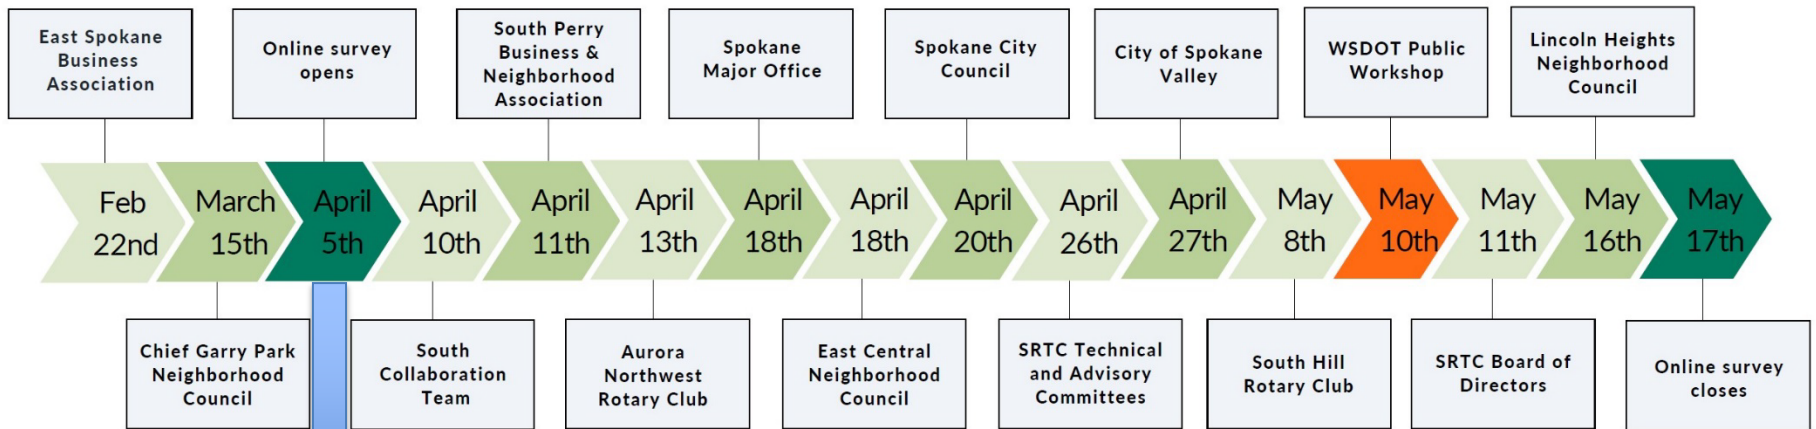 East Spokane
Business
Association
Online survey
opens
South Perry
Business &
Neighborhood
Association
Spokane
Major Office
Spokane City
Council
City of Spokane
Valley
WSDOT Public
Workshop
Lincoln Heights
Neighborhood
Council
Feb
22nd
March
15th
April
5th
April
10th
April
11th
April
13th
April
18th
April
18th
April
20th
April
26th
April
27th
May
8th
May
10th
May
11th
May
16th
May
17th
Chief Garry Park
Neighborhood
Council
South
Collaboration
Team
Aurora
Northwest
Rotary Club
East Central
Neighborhood
Council
SRTC Technical
and Advisory
Committees
South Hill
Rotary Club
SRTC Board of
Directors
Online survey
closes